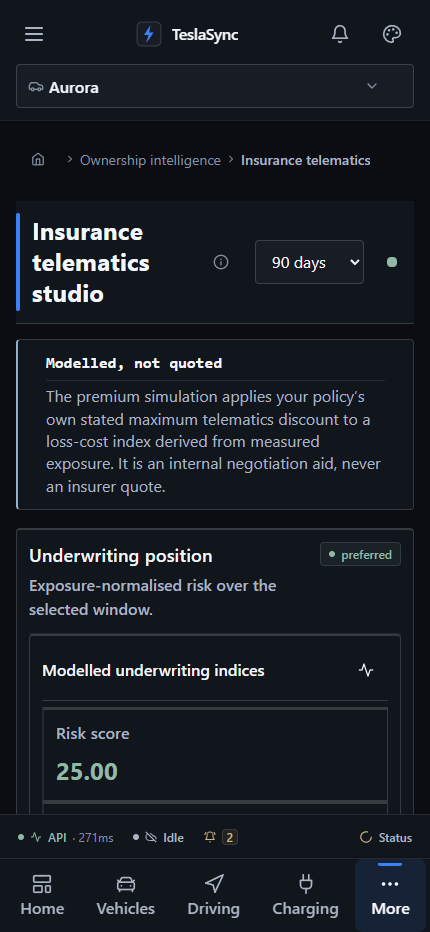 TeslaSync
Aurora
Ownership intelligence
Insurance telematics
Insurance
telematics
studio
90 days
Modelled, not quoted
The premium simulation applies your policy's
own stated maximum telematics discount to a
loss-cost index derived from measured
exposure. It is an internal negotiation aid, never
an insurer quote.
Underwriting position
preferred
Exposure-normalised risk over the
selected window.
Modelled underwriting indices
Risk score
25.00
API · 271ms
Idle
2
Status
Home
Vehicles
Driving
Charging
More